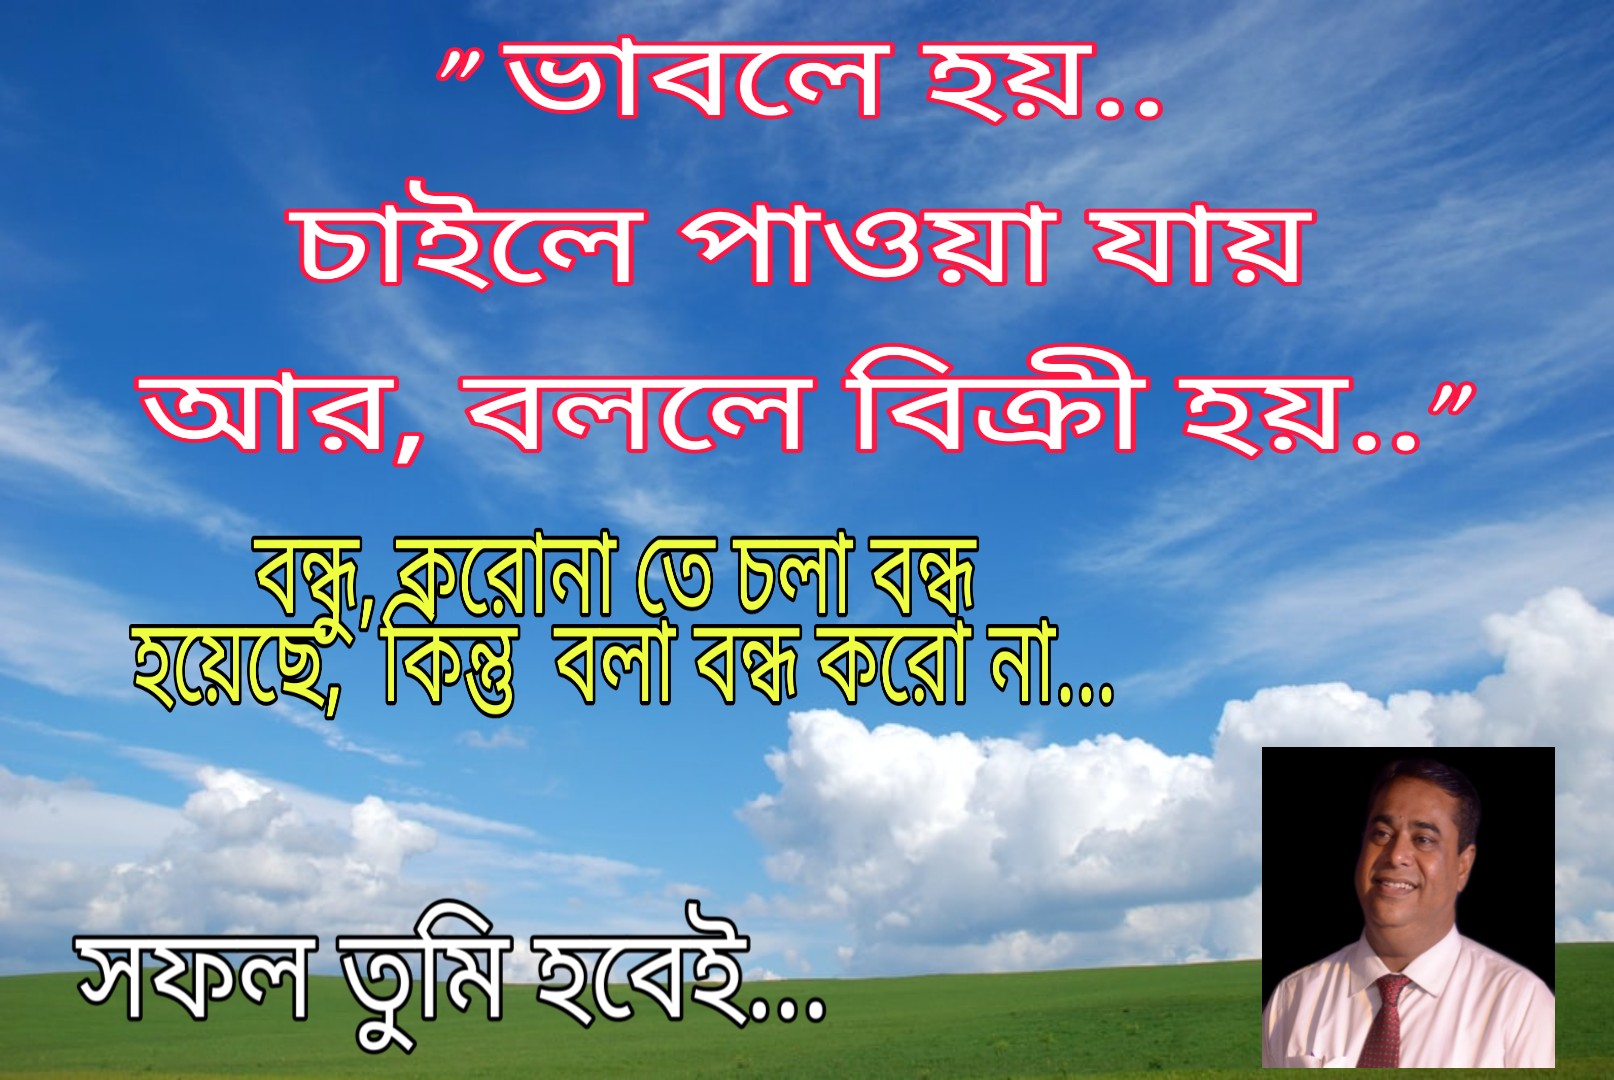 " ভাবলে হয়..
চাইলে পাওয়া যায়
আর, বললে বিক্রী হয়.."
বন্ধু, করোনা তে চলা বন্ধ
হয়েছে, কিন্তু বলা বন্ধ করো না...
সফল তুমি হবেই...